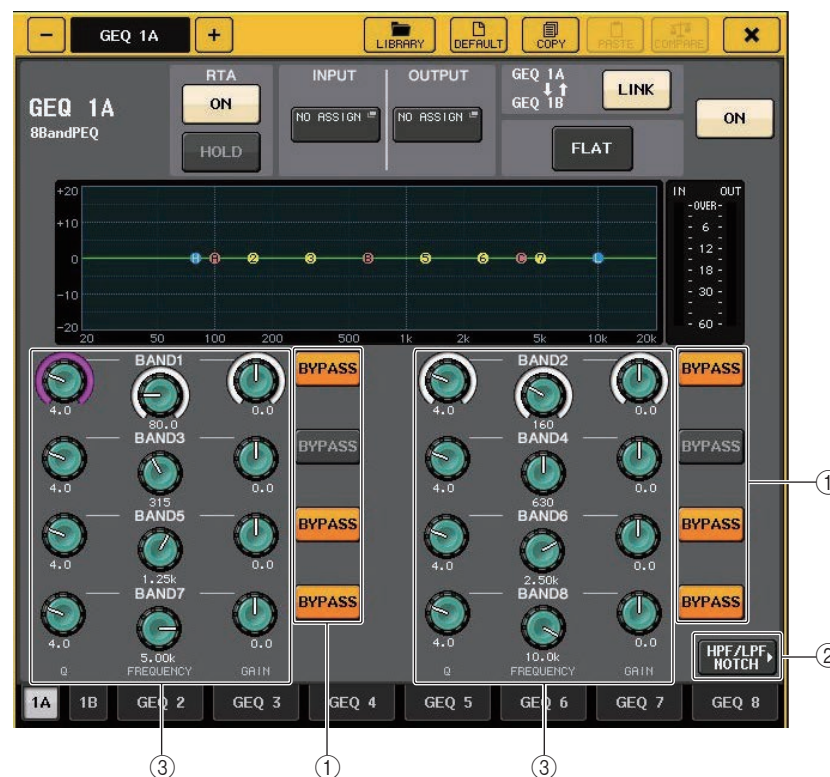 GEQ 1A
LIBRARY
DEFAULT
COPY
PASTE
COMPARE
GEQ 1A
8BandPEQ
RTA
ON
HOLD
INPUT
NO ASSIGN
OUTPUT
NO ASSIGN
GEQ 1A
GEQ 1B
LINK
FLAT
ON
+20
+10
0
-10
-20
20 50 100 200 500 1k 2k 5k 10k 20k
H A 2 3 B 5 6 C 7 L
IN OUT
-OVER-
- 6 -
- 12 -
- 18 -
- 30 -
- 60 -
BAND1
4.0 80.0 0.0
BYPASS
BAND2
4.0 160 0.0
BYPASS
BAND3
4.0 315 0.0
BYPASS
BAND4
4.0 630 0.0
BYPASS
①
BAND5
4.0 1.25k 0.0
BYPASS
BAND6
4.0 2.50k 0.0
BYPASS
BAND7
4.0 5.00k 0.0
BYPASS
BAND8
4.0 10.0k 0.0
BYPASS
Q FREQUENCY GAIN
Q FREQUENCY GAIN
HPF/LPF
NOTCH
②
1A 1B GEQ 2 GEQ 3 GEQ 4 GEQ 5 GEQ 6 GEQ 7 GEQ 8
③ ① ③